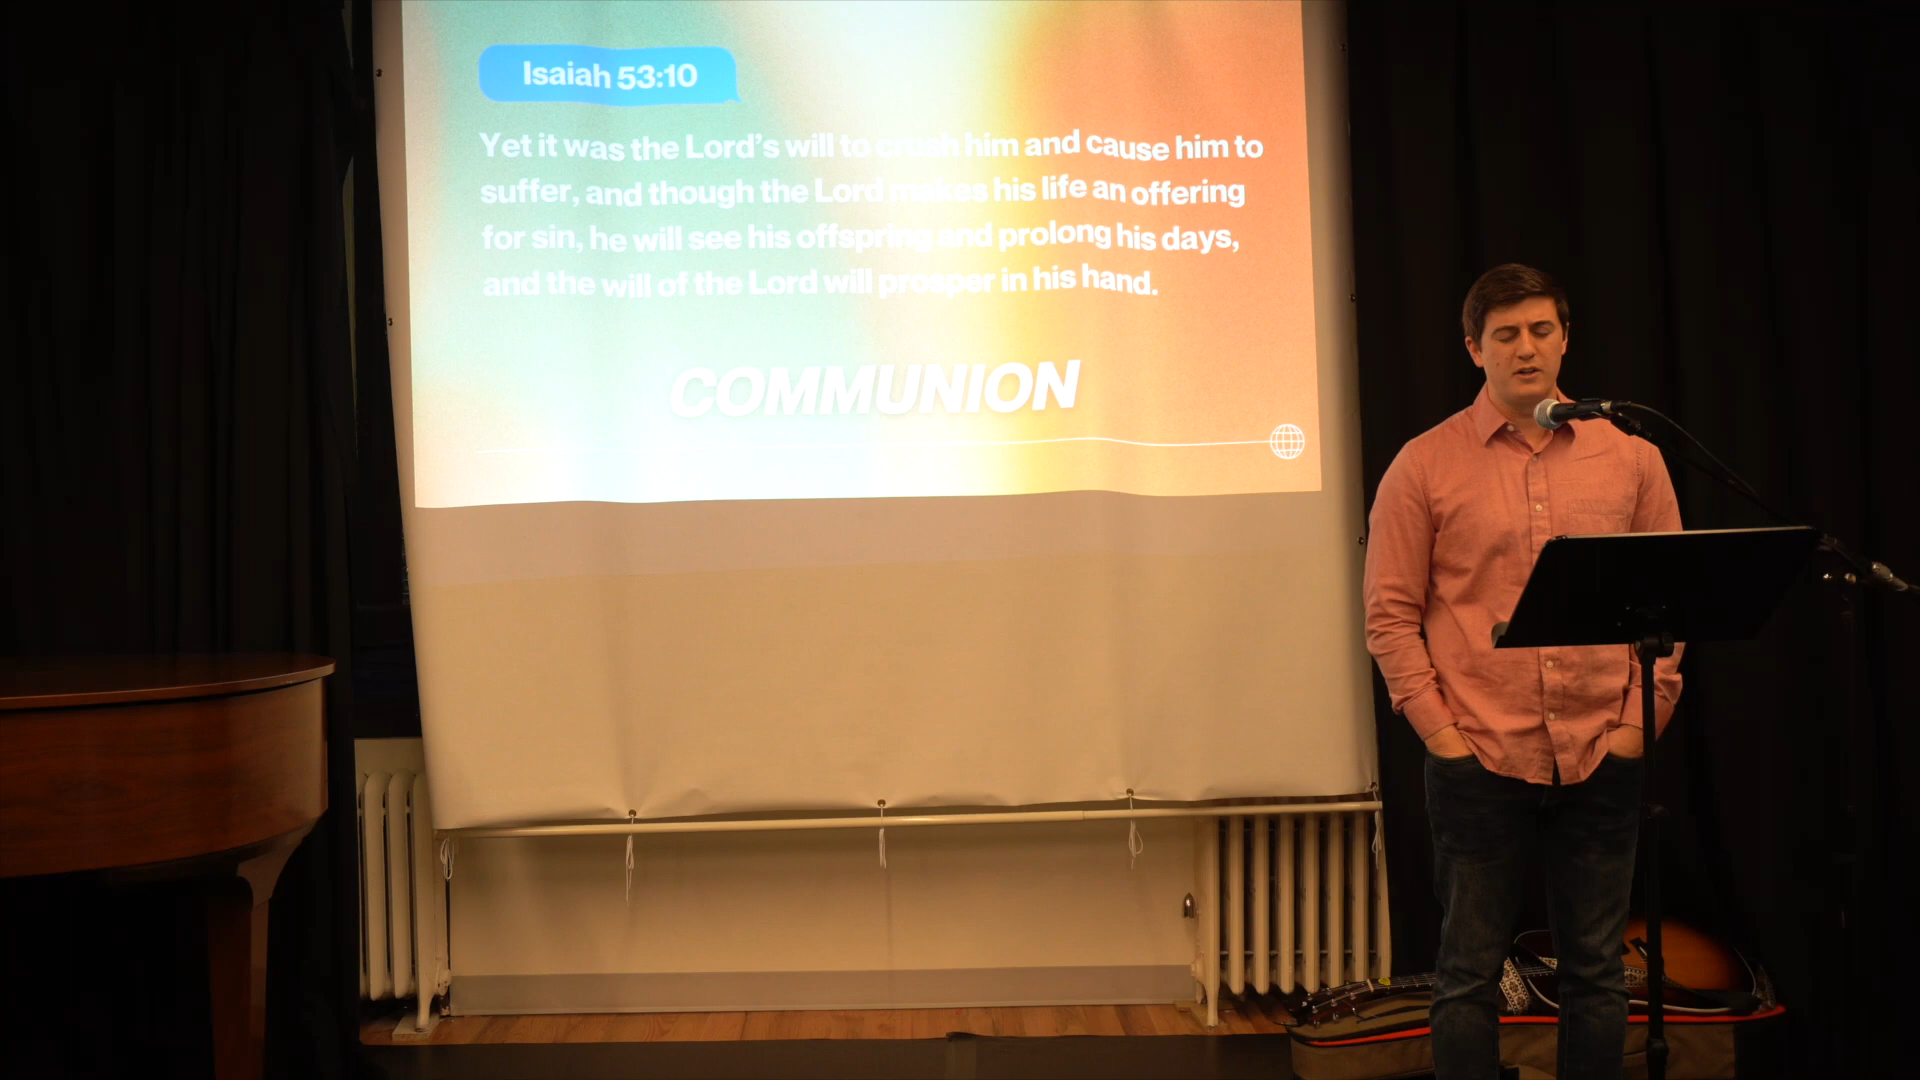 Isaiah 53:10
Yet it was the Lord's will to crush him and cause him to
suffer, and though the Lord makes his life an offering
for sin, he will see his offspring and prolong his days,
and the will of the Lord will prosper in his hand.
COMMUNION